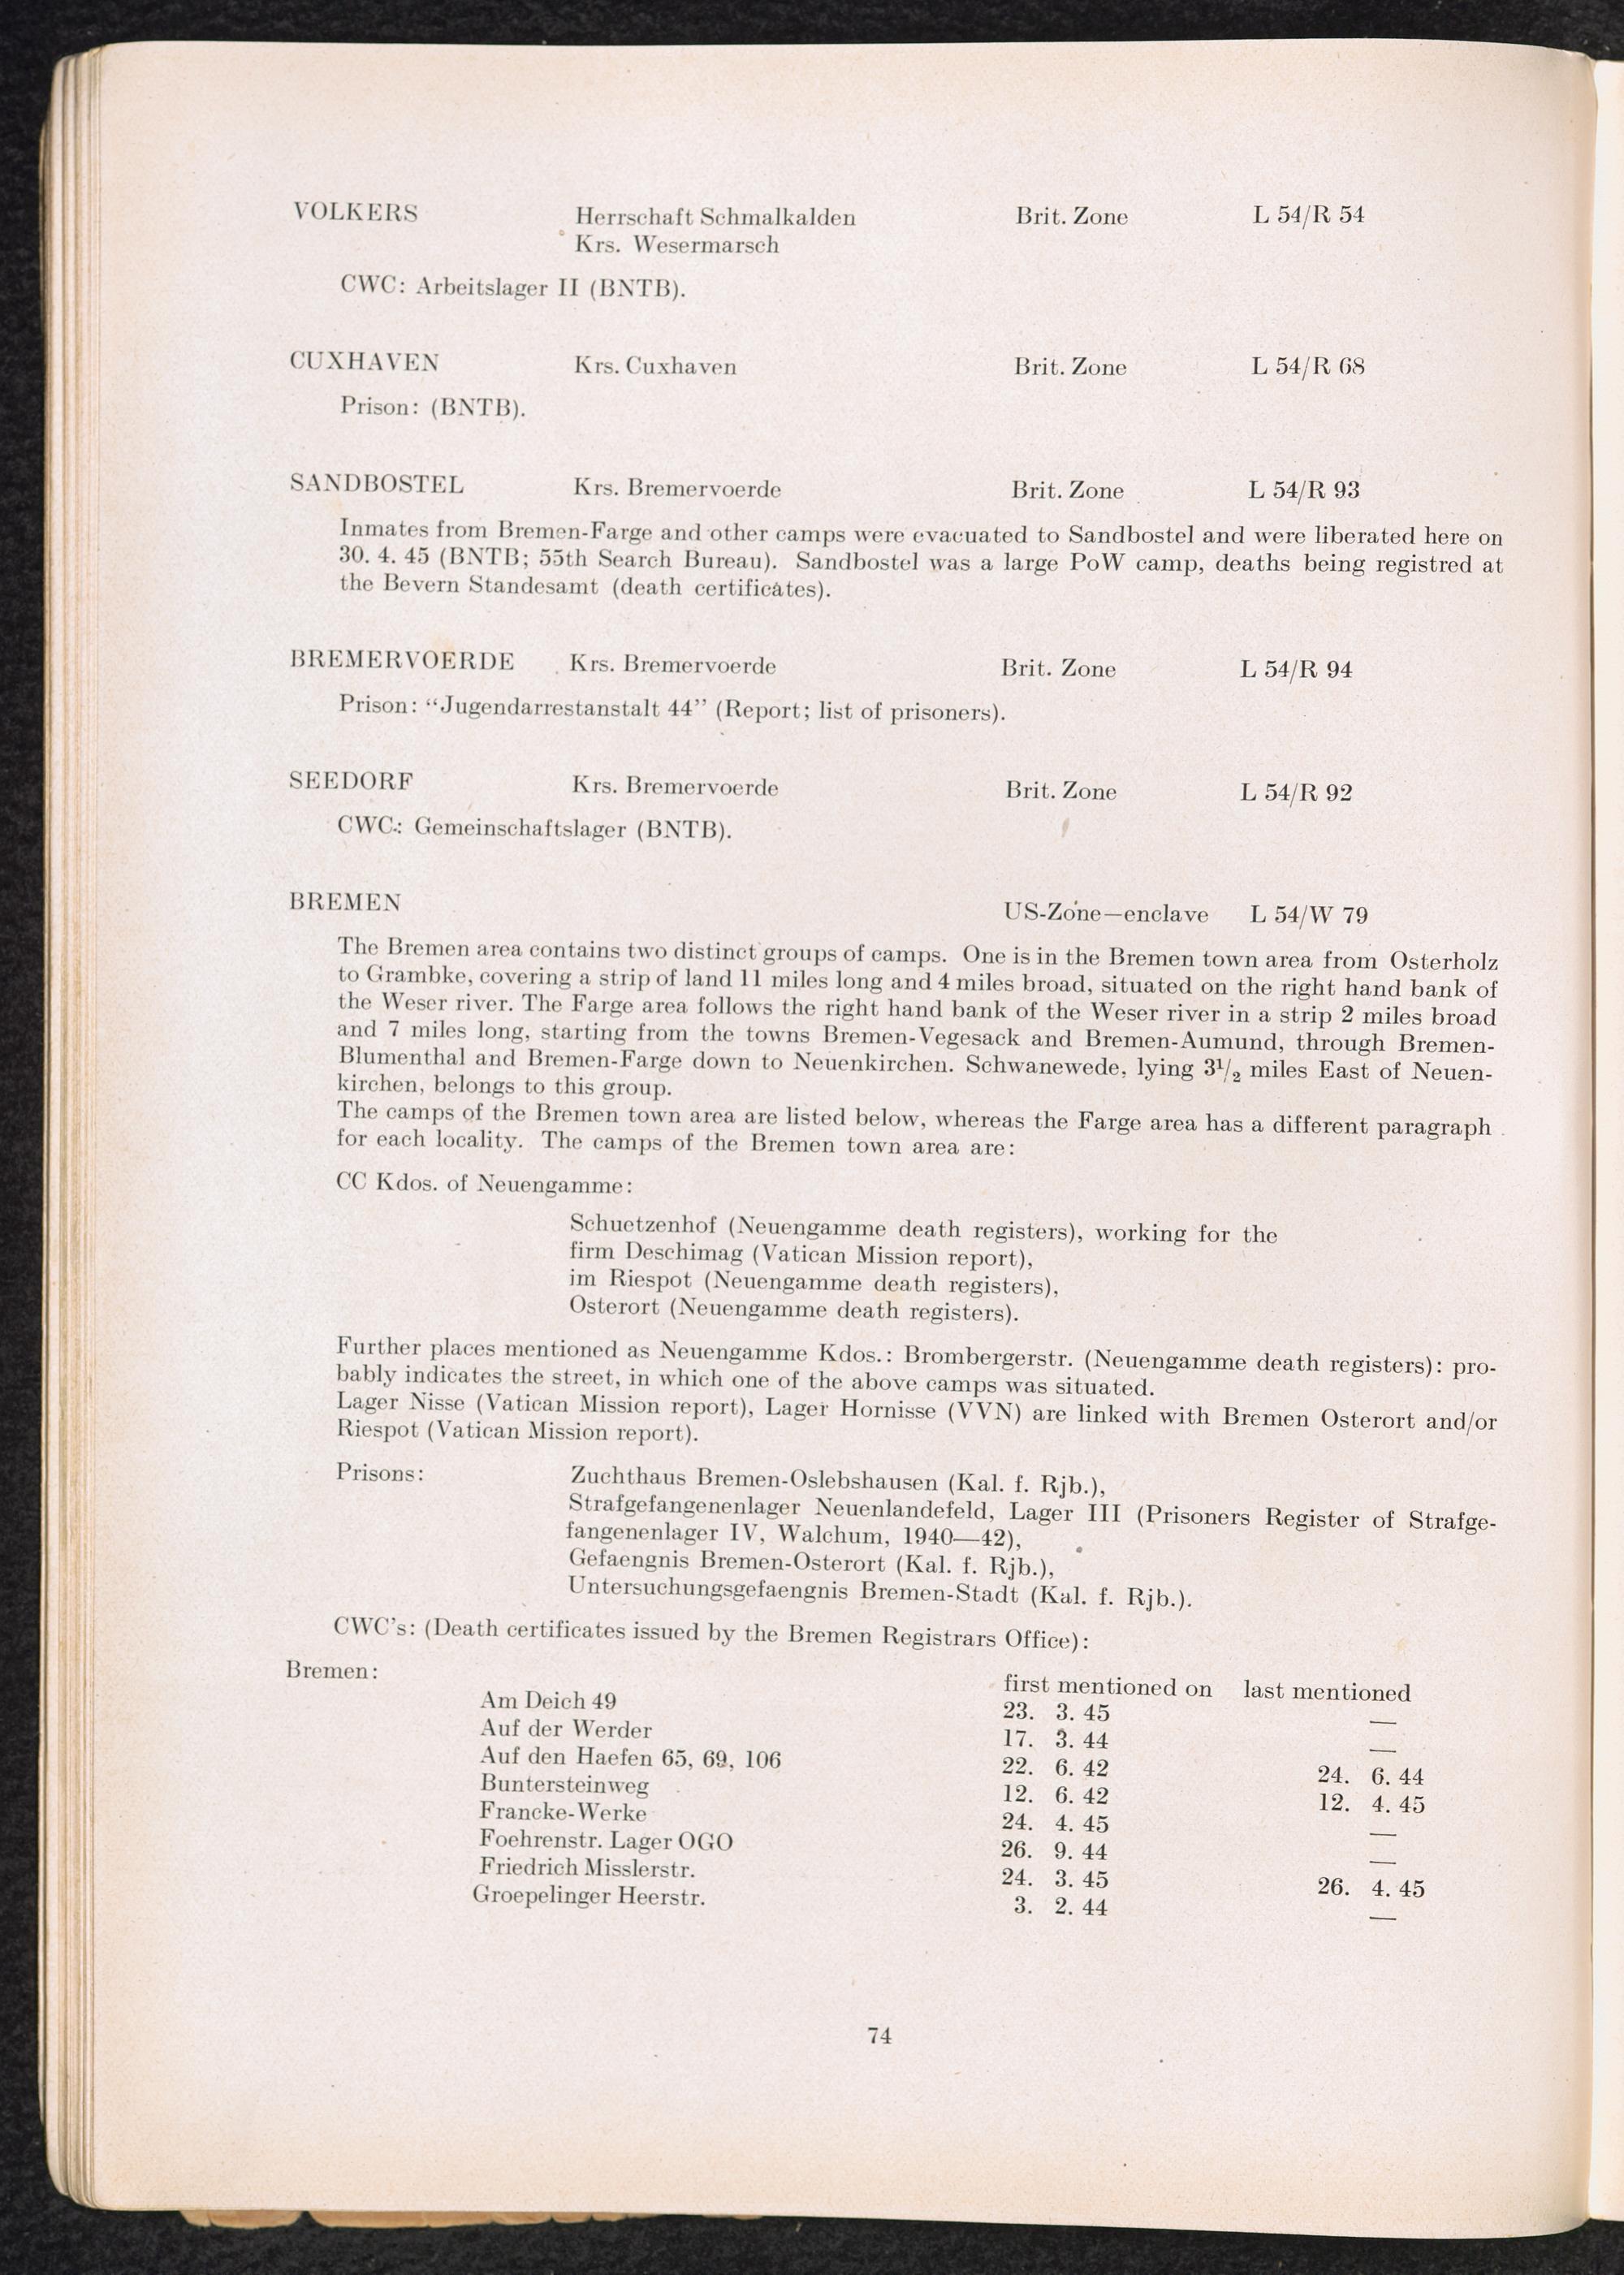 VOLKERS Herrschaft Schmalkalden Brit. Zone L 54/R 54
Krs. Wesermarsch
CWC: Arbeitslager II (BNTB).
CUXHAVEN Krs. Cuxhaven Brit. Zone L 54/R 68
Prison: (BNTB).
SANDBOSTEL Krs. Bremervoerde Brit. Zone L 54/R 93
Inmates from Bremen-Farge and other camps were evacuated to Sandbostel and were liberated here on
30. 4. 45 (BNTB; 55th Search Bureau). Sandbostel was a large PoW camp, deaths being registred at
the Bevern Standesamt (death certificates).
BREMERVOERDE Krs. Bremervoerde Brit. Zone L 54/R 94
Prison: “Jugendarrestanstalt 44” (Report; list of prisoners).
SEEDORF Krs. Bremervoerde Brit. Zone L 54/R 92
CWC: Gemeinschaftslager (BNTB).
BREMEN US-Zone—enclave L 54/W 79
The Bremen area contains two distinct groups of camps. One is in the Bremen town area from Osterholz
to Grambke, covering a strip of land 11 miles long and 4 miles broad, situated on the right hand bank of
the Weser river. The Farge area follows the right hand bank of the Weser river in a strip 2 miles broad
and 7 miles long, starting from the towns Bremen-Vegesack and Bremen-Aumund, through Bremen-
Blumenthal and Bremen-Farge down to Neuenkirchen. Schwanewede, lying 3½ miles East of Neuen-
kirchen, belongs to this group.
The camps of the Bremen town area are listed below, whereas the Farge area has a different paragraph
for each locality. The camps of the Bremen town area are:
CC Kdos. of Neuengamme:
Schuetzenhof (Neuengamme death registers), working for the
firm Deschimag (Vatican Mission report),
im Riespot (Neuengamme death registers),
Osterort (Neuengamme death registers).
Further places mentioned as Neuengamme Kdos.: Brombergerstr. (Neuengamme death registers): pro-
bably indicates the street, in which one of the above camps was situated.
Lager Nisse (Vatican Mission report), Lager Hornisse (VVN) are linked with Bremen Osterort and/or
Riespot (Vatican Mission report).
Prisons: Zuchthaus Bremen-Oslebshausen (Kal. f. Rjb.),
Strafgefangenenlager Neuenlandefeld, Lager III (Prisoners Register of Strafge-
fangenenlager IV, Walchum, 1940—42),
Gefaengnis Bremen-Osterort (Kal. f. Rjb.),
Untersuchungsgefaengnis Bremen-Stadt (Kal. f. Rjb.).
CWC’s: (Death certificates issued by the Bremen Registrars Office):
Bremen: first mentioned on last mentioned
Am Deich 49 23. 3. 45 —
Auf der Werder 17. 3. 44 —
Auf den Haefen 65, 69, 106 22. 6. 42 24. 6. 44
Buntersteinweg 12. 6. 42 12. 4. 45
Francke-Werke 24. 4. 45 —
Foehrenstr. Lager OGO 26. 9. 44 —
Friedrich Misslerstr. 24. 3. 45 26. 4. 45
Groepelinger Heerstr. 3. 2. 44 —
74